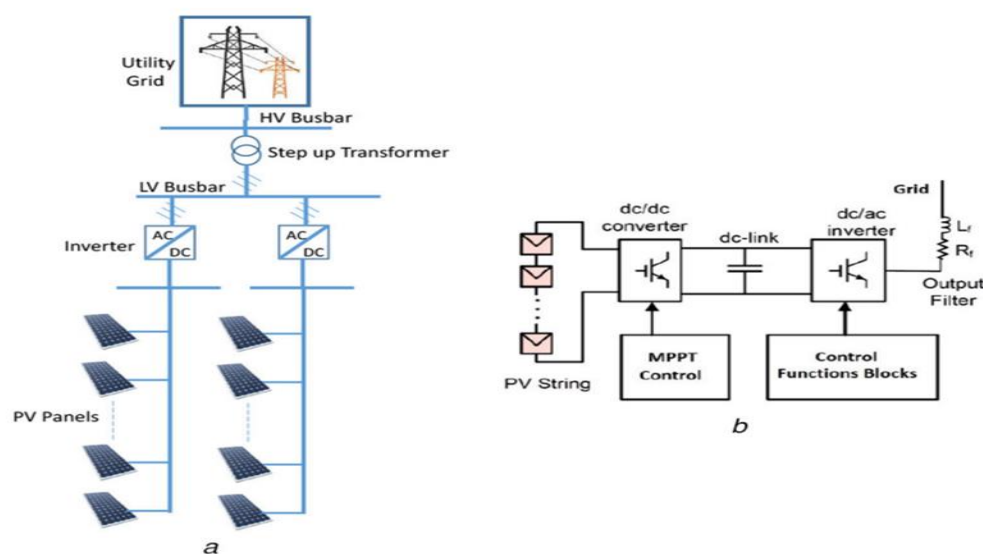 Utility
Grid
HV Busbar
Step up Transformer
LV Busbar
Inverter
AC
DC
AC
DC
PV Panels
a
Grid
dc/dc
converter
dc-link
dc/ac
inverter
Lf
Rf
Output
Filter
MPPT
Control
Control
Functions Blocks
PV String
b